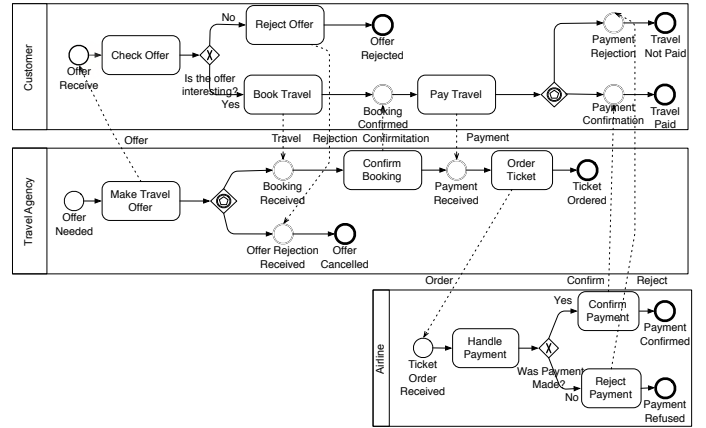 Customer
Offer
Receive
Check Offer
No
Is the offer
interesting?
Yes
Reject Offer
Offer
Rejected
Book Travel
Booking
Confirmed
Pay Travel
Payment
Rejection
Travel
Not Paid
Payment
Confirmation
Travel
Paid
Offer
Travel
Rejection
Confirmitation
Payment
Travel Agency
Offer
Needed
Make Travel
Offer
Booking
Received
Confirm
Booking
Payment
Received
Order
Ticket
Ticket
Ordered
Offer Rejection
Received
Offer
Cancelled
Order
Confirm
Reject
Airline
Ticket
Order
Received
Handle
Payment
Was Payment
Made?
Yes
No
Confirm
Payment
Payment
Confirmed
Reject
Payment
Payment
Refused